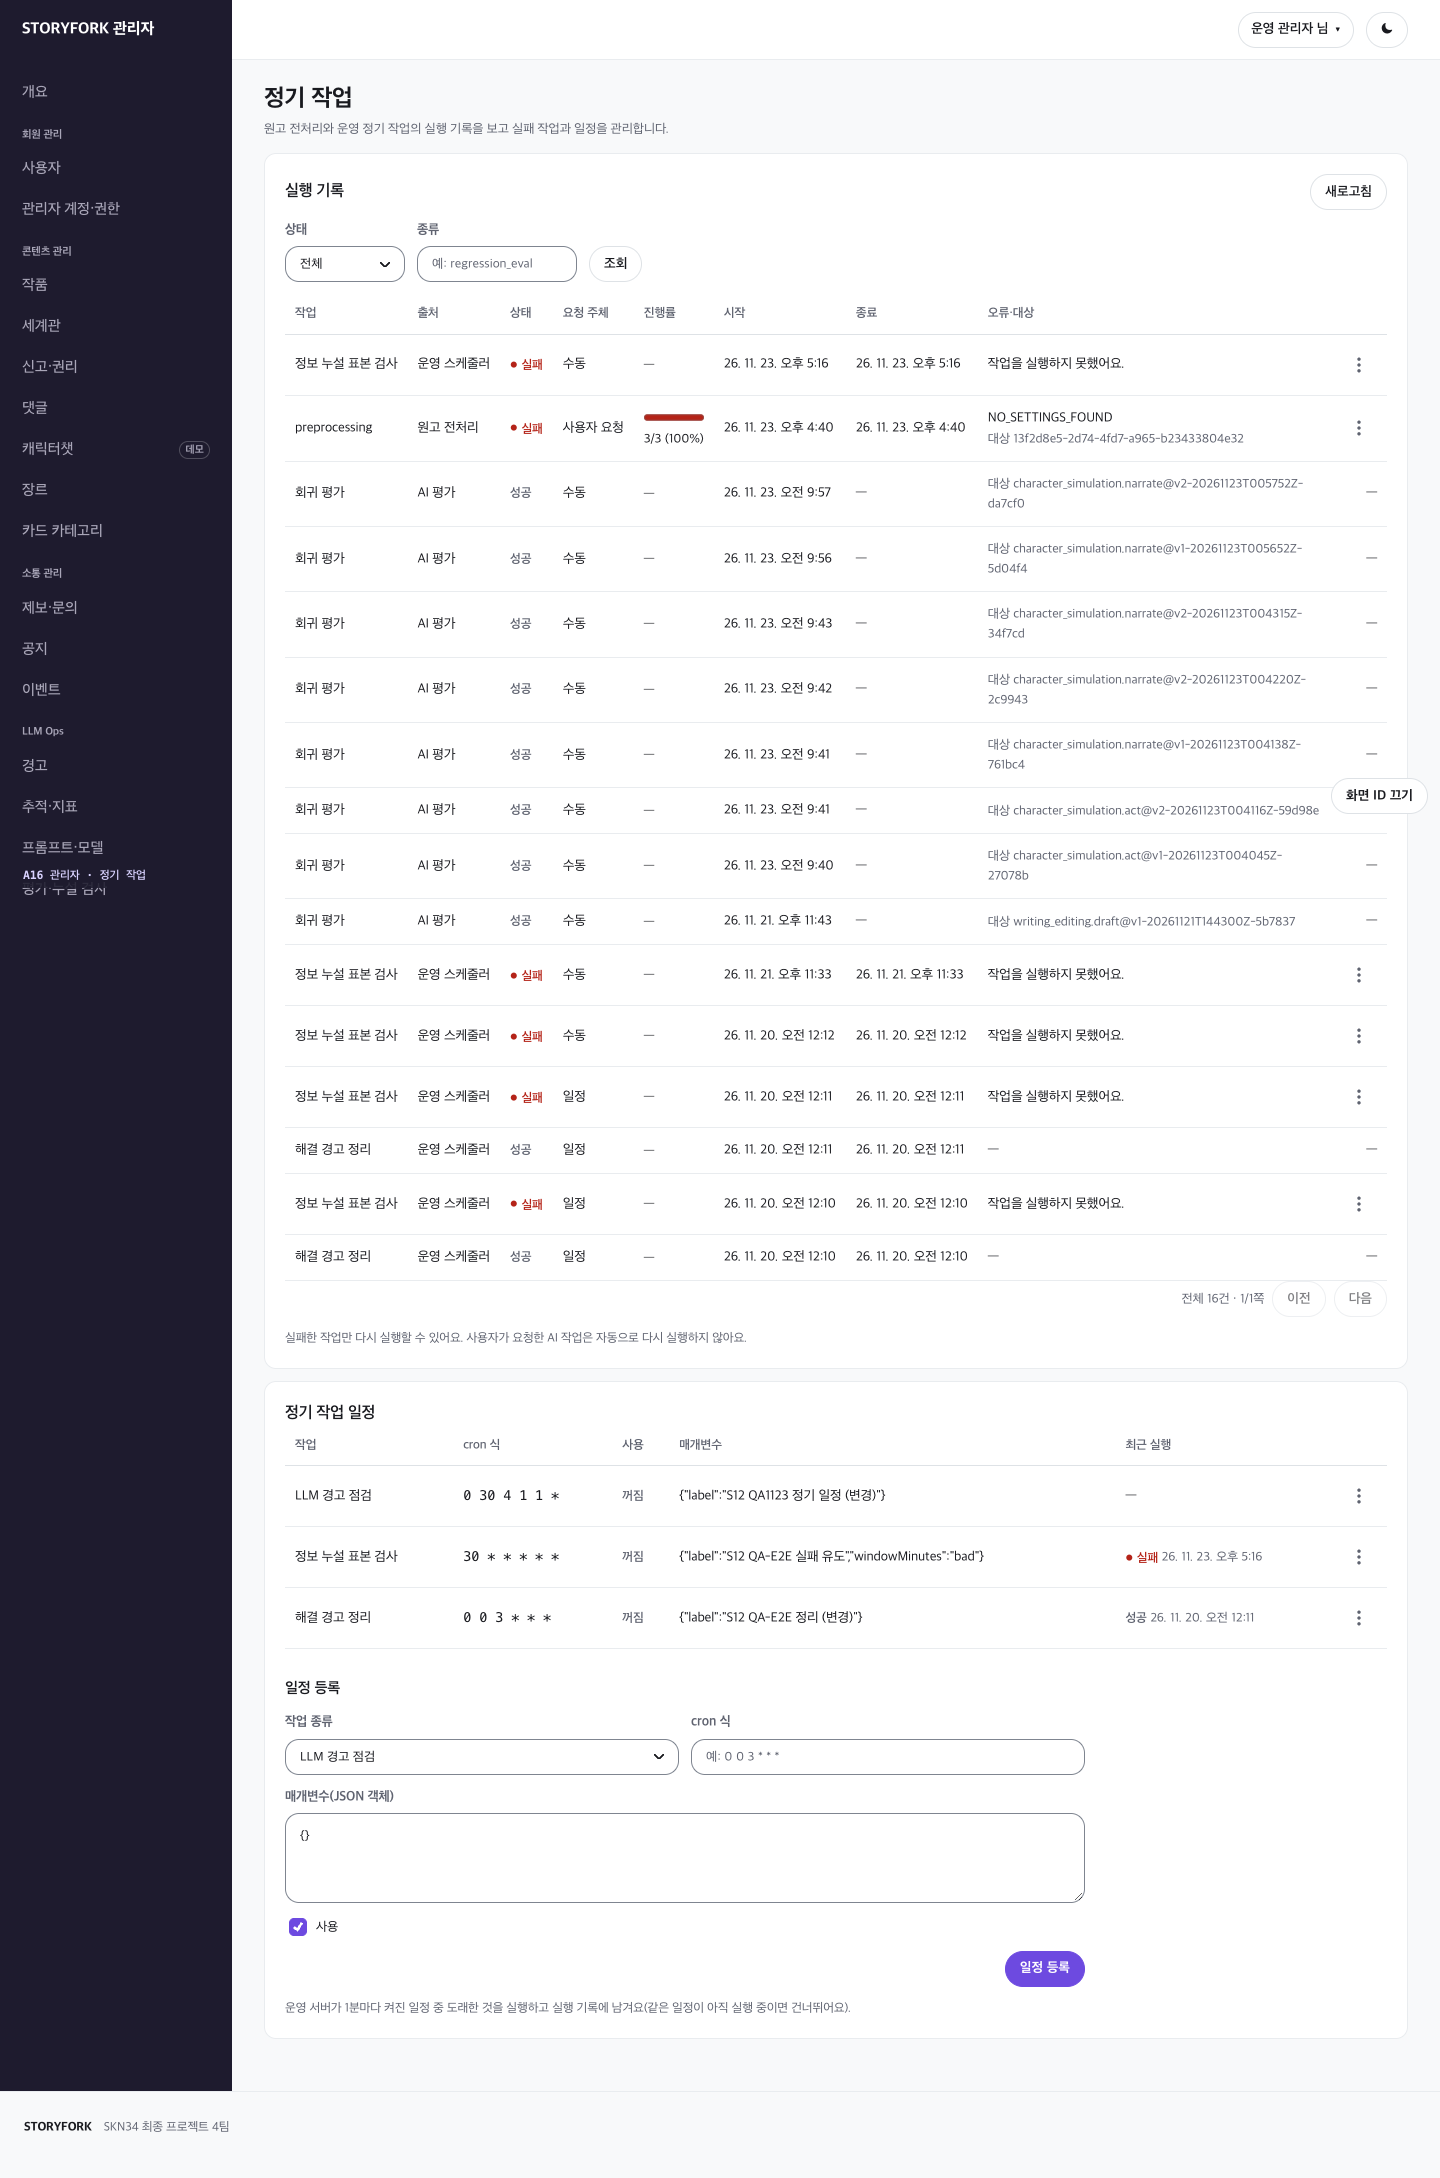 STORYFORK 관리자
운영 관리자 님 ▾
개요
회원 관리
사용자
관리자 계정·권한
콘텐츠 관리
작품
세계관
신고·권리
댓글
캐릭터챗 데모
장르
카드 카테고리
소통 관리
제보·문의
공지
이벤트
LLM Ops
경고
추적·지표
프롬프트·모델
A16 관리자 · 정기 작업
정기 작업
원고 전처리와 운영 정기 작업의 실행 기록을 보고 실패 작업과 일정을 관리합니다.
실행 기록
새로고침
상태 종류
전체 예: regression_eval 조회
작업 출처 상태 요청 주체 진행률 시작 종료 오류·대상
정보 누설 표본 검사 운영 스케줄러 ● 실패 수동 — 26. 11. 23. 오후 5:16 26. 11. 23. 오후 5:16 작업을 실행하지 못했어요.
preprocessing 원고 전처리 ● 실패 사용자 요청 3/3 (100%) 26. 11. 23. 오후 4:40 26. 11. 23. 오후 4:40 NO_SETTINGS_FOUND
대상 13f2d8e5-2d74-4fd7-a965-b23433804e32
회귀 평가 AI 평가 성공 수동 — 26. 11. 23. 오전 9:57 — 대상 character_simulation.narrate@v2-20261123T005752Z- —
da7cf0
회귀 평가 AI 평가 성공 수동 — 26. 11. 23. 오전 9:56 — 대상 character_simulation.narrate@v1-20261123T005652Z- —
5d04f4
회귀 평가 AI 평가 성공 수동 — 26. 11. 23. 오전 9:43 — 대상 character_simulation.narrate@v2-20261123T004315Z- —
34f7cd
회귀 평가 AI 평가 성공 수동 — 26. 11. 23. 오전 9:42 — 대상 character_simulation.narrate@v2-20261123T004220Z- —
2c9943
회귀 평가 AI 평가 성공 수동 — 26. 11. 23. 오전 9:41 — 대상 character_simulation.narrate@v1-20261123T004138Z- —
761bc4
화면 ID 끄기
회귀 평가 AI 평가 성공 수동 — 26. 11. 23. 오전 9:41 — 대상 character_simulation.act@v2-20261123T004116Z-59d98e
회귀 평가 AI 평가 성공 수동 — 26. 11. 23. 오전 9:40 — 대상 character_simulation.act@v1-20261123T004045Z- —
27078b
회귀 평가 AI 평가 성공 수동 — 26. 11. 21. 오후 11:43 — 대상 writing_editing.draft@v1-20261121T144300Z-5b7837 —
정보 누설 표본 검사 운영 스케줄러 ● 실패 수동 — 26. 11. 21. 오후 11:33 26. 11. 21. 오후 11:33 작업을 실행하지 못했어요.
정보 누설 표본 검사 운영 스케줄러 ● 실패 수동 — 26. 11. 20. 오전 12:12 26. 11. 20. 오전 12:12 작업을 실행하지 못했어요.
정보 누설 표본 검사 운영 스케줄러 ● 실패 일정 — 26. 11. 20. 오전 12:11 26. 11. 20. 오전 12:11 작업을 실행하지 못했어요.
해결 경고 정리 운영 스케줄러 성공 일정 — 26. 11. 20. 오전 12:11 26. 11. 20. 오전 12:11 — —
정보 누설 표본 검사 운영 스케줄러 ● 실패 일정 — 26. 11. 20. 오전 12:10 26. 11. 20. 오전 12:10 작업을 실행하지 못했어요.
해결 경고 정리 운영 스케줄러 성공 일정 — 26. 11. 20. 오전 12:10 26. 11. 20. 오전 12:10 — —
전체 16건 · 1/1쪽 이전 다음
실패한 작업만 다시 실행할 수 있어요. 사용자가 요청한 AI 작업은 자동으로 다시 실행하지 않아요.
정기 작업 일정
작업 cron 식 사용 매개변수 최근 실행
LLM 경고 점검 0 30 4 1 1 * 꺼짐 {"label":"S12 QA1123 정기 일정 (변경)"} —
정보 누설 표본 검사 30 * * * * * 꺼짐 {"label":"S12 QA-E2E 실패 유도","windowMinutes":"bad"} ● 실패 26. 11. 23. 오후 5:16
해결 경고 정리 0 0 3 * * * 꺼짐 {"label":"S12 QA-E2E 정리 (변경)"} 성공 26. 11. 20. 오전 12:11
일정 등록
작업 종류 cron 식
LLM 경고 점검 예: 0 0 3 * * *
매개변수(JSON 객체)
{}
사용
일정 등록
운영 서버가 1분마다 켜진 일정 중 도래한 것을 실행하고 실행 기록에 남겨요(같은 일정이 아직 실행 중이면 건너뛰어요).
STORYFORK SKN34 최종 프로젝트 4팀